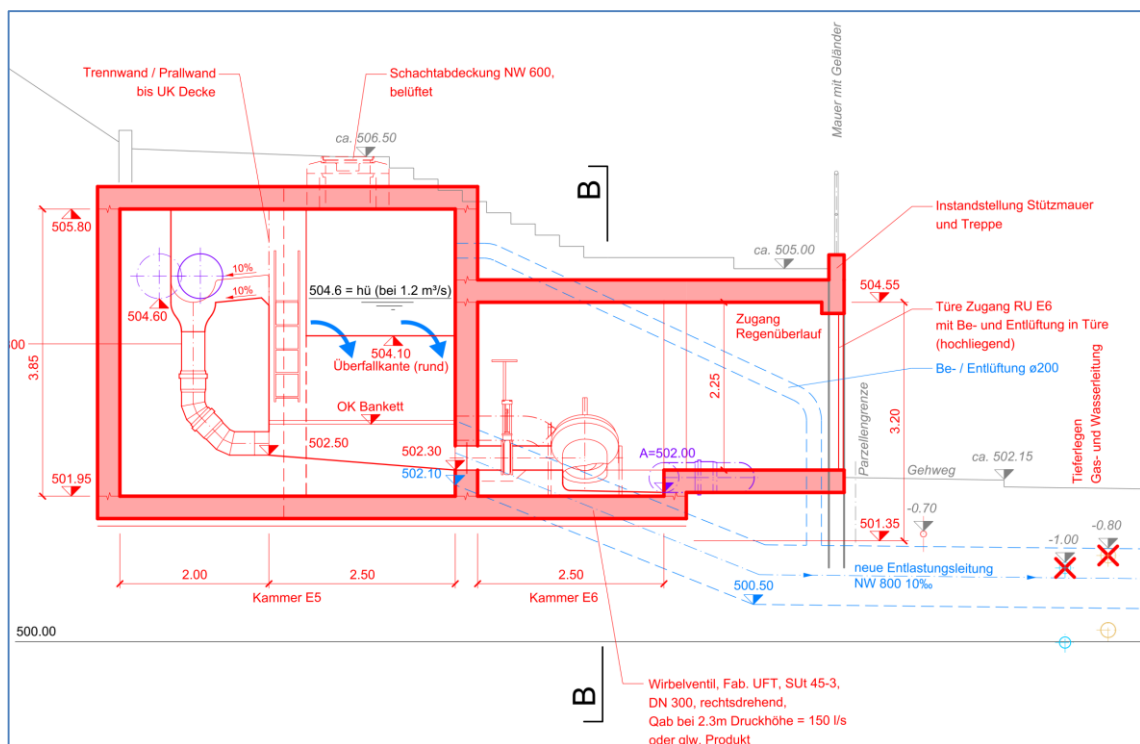 Trennwand / Prallwand
bis UK Decke
Schachtabdeckung NW 600,
belüftet
Mauer mit Geländer
ca. 506.50
B
Instandstellung Stützmauer
und Treppe
505.80
ca. 505.00
10%
10%
504.6 = hü (bei 1.2 m³/s)
504.55
504.60
Zugang
Regenüberlauf
Türe Zugang RU E6
mit Be- und Entlüftung in Türe
(hochliegend)
504.10
Überfallkante (rund)
00
3.85
2.25
Be- / Entlüftung ø200
3.20
OK Bankett
Parzellengrenze
Tieferlegen
Gas- und Wasserleitung
502.50
502.30
A=502.00
Gehweg
ca. 502.15
502.10
501.95
-0.70
501.35
-0.80
-1.00
2.00
2.50
2.50
neue Entlastungsleitung
NW 800 10‰
Kammer E5
Kammer E6
500.50
500.00
B
Wirbelventil, Fab. UFT, SUt 45-3,
DN 300, rechtsdrehend,
Qab bei 2.3m Druckhöhe = 150 l/s
oder glw. Produkt